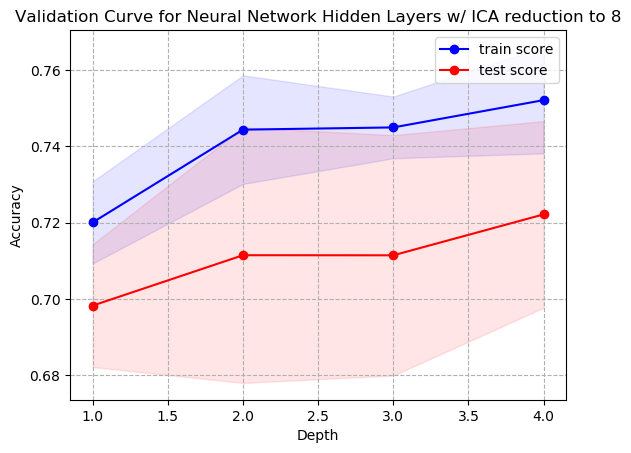 Validation Curve for Neural Network Hidden Layers w/ ICA reduction to 8
train score
test score
0.76
0.74
0.72
0.70
0.68
Accuracy
1.0 1.5 2.0 2.5 3.0 3.5 4.0
Depth